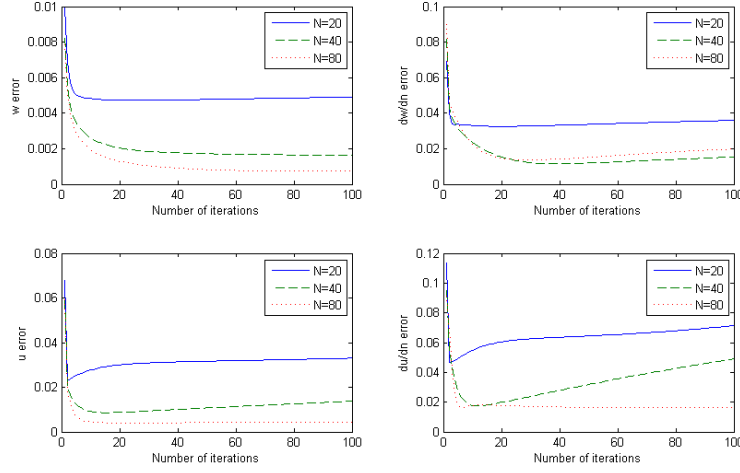 0.01
0.008
0.006
0.004
0.002
0
w error
0 20 40 60 80 100
Number of iterations
N=20
N=40
N=80
0.1
0.08
0.06
0.04
0.02
0
dw/dn error
0 20 40 60 80 100
Number of iterations
N=20
N=40
N=80
0.08
0.06
0.04
0.02
0
u error
0 20 40 60 80 100
Number of iterations
N=20
N=40
N=80
0.12
0.1
0.08
0.06
0.04
0.02
0
du/dn error
0 20 40 60 80 100
Number of iterations
N=20
N=40
N=80